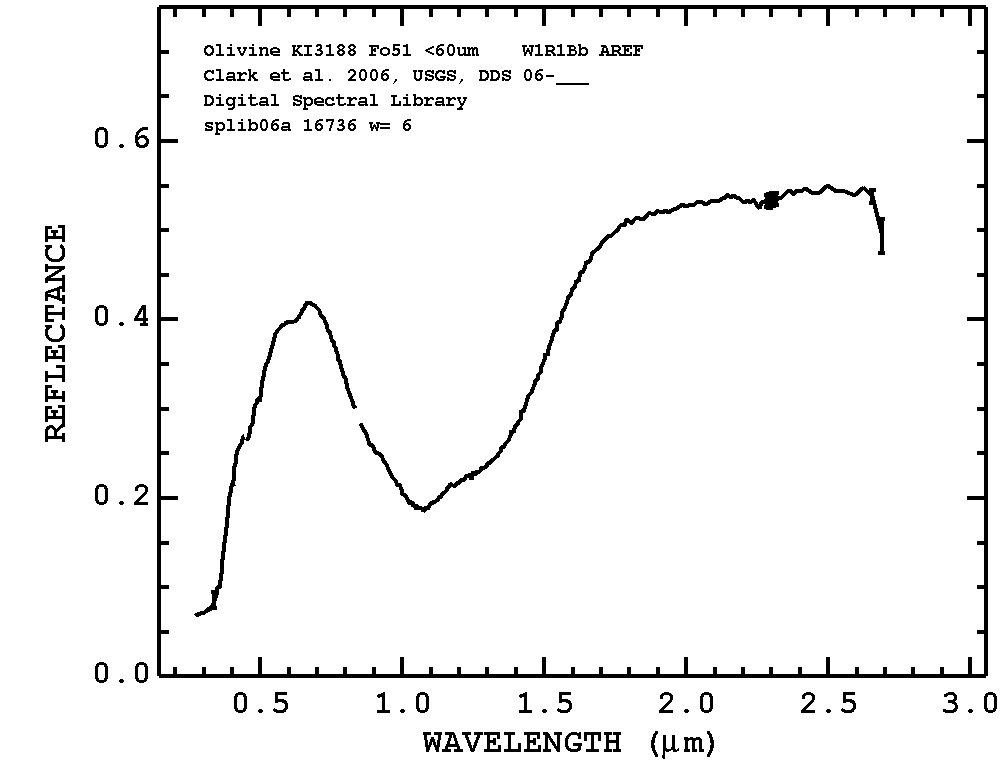 Olivine KI3188 Fo51 <60um    W1R1Bb AREF
Clark et al. 2006, USGS, DDS 06-___
Digital Spectral Library
splib06a 16736 w= 6
REFLECTANCE
0.6
0.4
0.2
0.0
0.5 1.0 1.5 2.0 2.5 3.0
WAVELENGTH (μm)